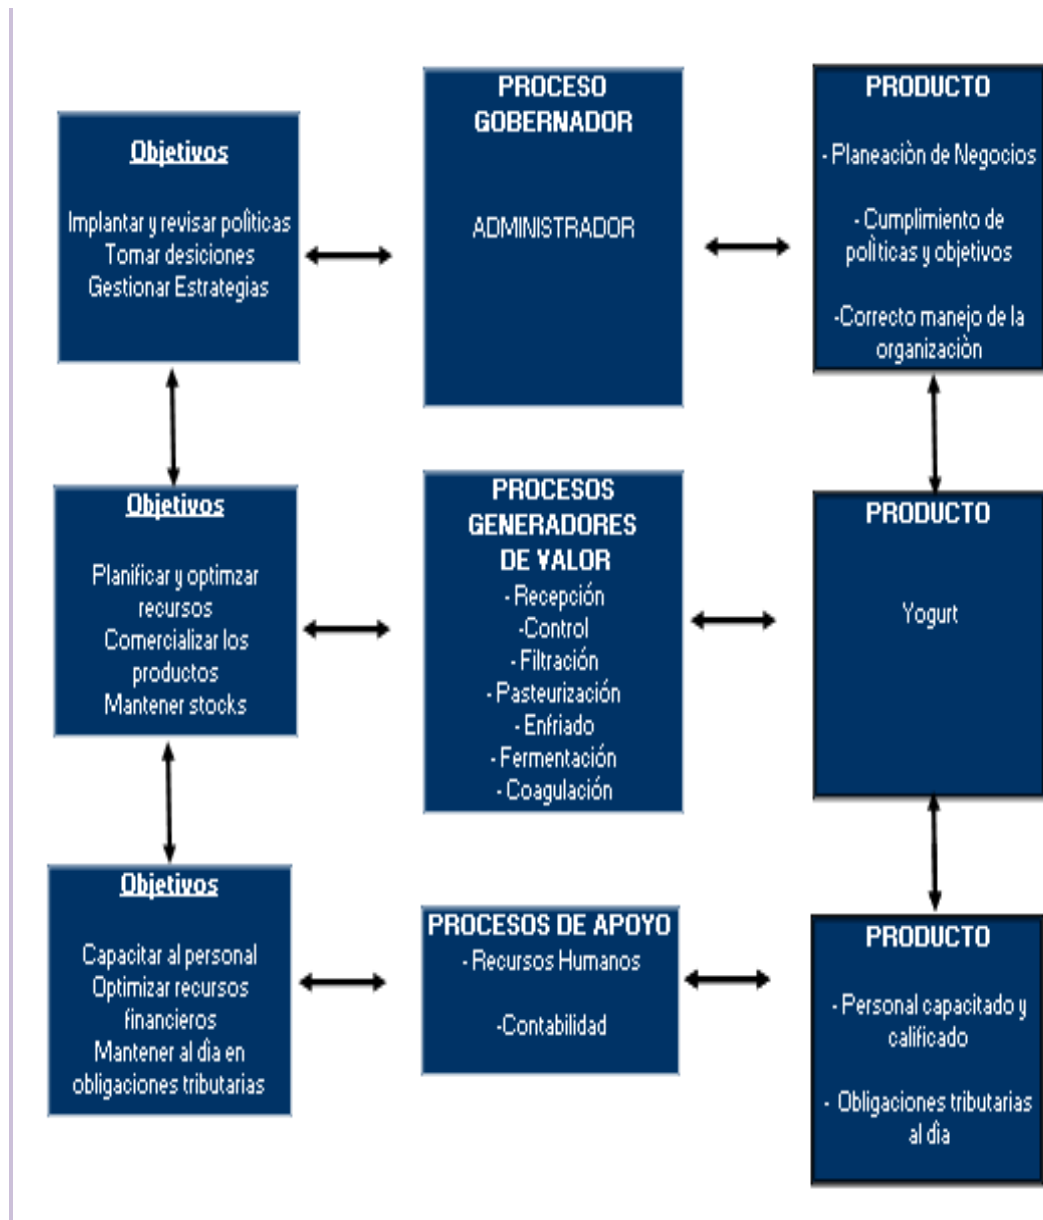 Objetivos
Implantar y revisar polîticas
Tomar desiciones
Gestionar Estrategias
PROCESO
GOBERNADOR
ADMINISTRADOR
PRODUCTO
- Planeaciòn de Negocios
- Cumplimiento de
polìticas y objetivos
-Correcto manejo de la
organizaciòn
Objetivos
Planificar y optimzar
recursos
Comercializar los
productos
Mantener stocks
PROCESOS
GENERADORES
DE VALOR
- Recepción
-Control
- Filtración
- Pasteurización
- Enfriado
- Fermentación
- Coagulación
PRODUCTO
Yogurt
Objetivos
Capacitar al personal
Optimizar recursos
financieros
Mantener al dîa en
obligaciones tributarias
PROCESOS DE APOYO
- Recursos Humanos
-Contabilidad
PRODUCTO
- Personal capacitado y
calificado
- Obligaciones tributarias
al dîa